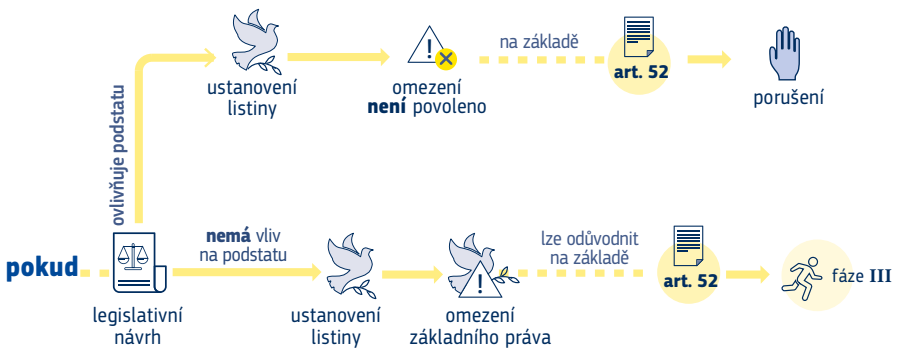 ovlivňuje podstatu
ustanovení
listiny
omezení
není povoleno
na základě
art. 52
porušení
pokud
legislativní
návrh
nemá vliv
na podstatu
ustanovení
listiny
omezení
základního práva
lze odůvodnit
na základě
art. 52
fáze III